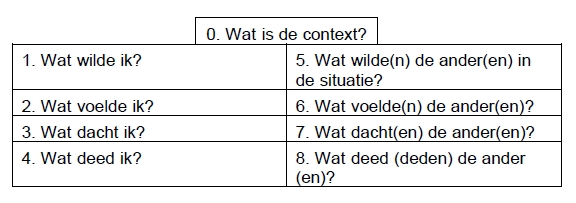 0. Wat is de context?
1. Wat wilde ik?
5. Wat wilde(n) de ander(en) in
de situatie?
2. Wat voelde ik?
6. Wat voelde(n) de ander(en)?
3. Wat dacht ik?
7. Wat dacht(en) de ander(en)?
4. Wat deed ik?
8. Wat deed (deden) de ander
(en)?